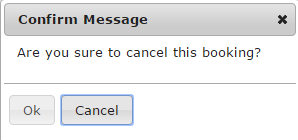 Confirm Message
Are you sure to cancel this booking?
Ok
Cancel